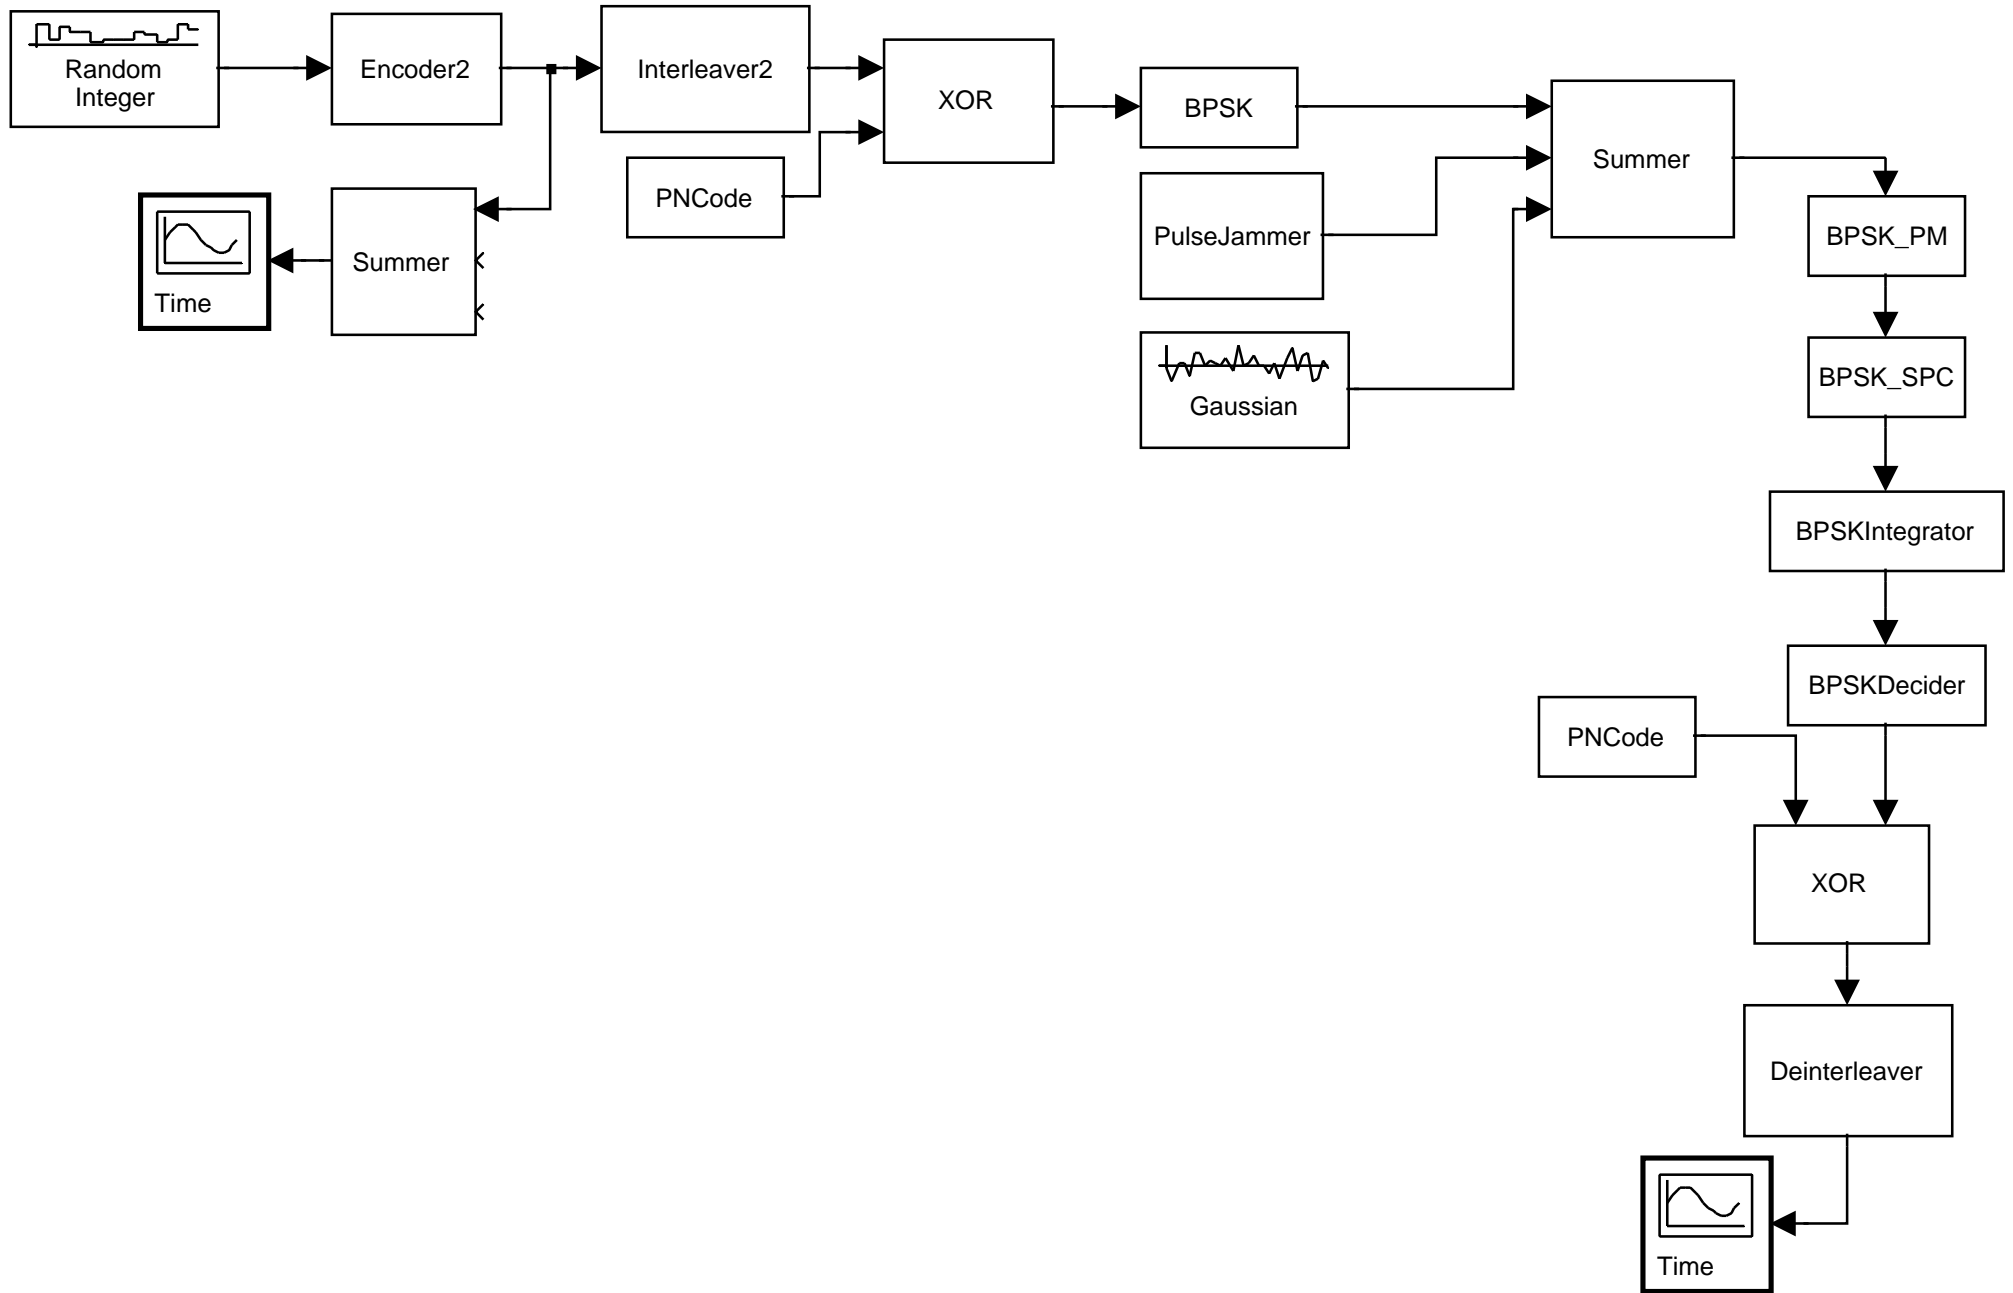 Random
Integer
Encoder2
Interleaver2
XOR
BPSK
Summer
PNCode
PulseJammer
BPSK_PM
Summer
Time
BPSK_SPC
Gaussian
BPSKIntegrator
BPSKDecider
PNCode
XOR
Deinterleaver
Time